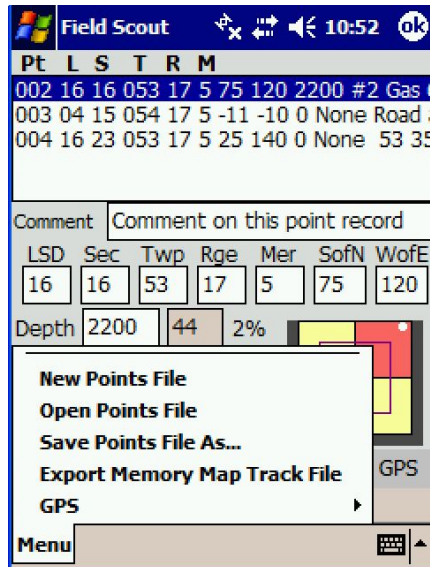 Field Scout 10:52 ok
Pt L S T R M
002 16 16 053 17 5 75 120 2200 #2 Gas
003 04 15 054 17 5 -11 -10 0 None Road
004 16 23 053 17 5 25 140 0 None 53 35
Comment Comment on this point record
LSD Sec Twp Rge Mer SofN WofE
16 16 53 17 5 75 120
Depth 2200 44 2%
New Points File
Open Points File
Save Points File As...
Export Memory Map Track File
GPS
GPS
Menu